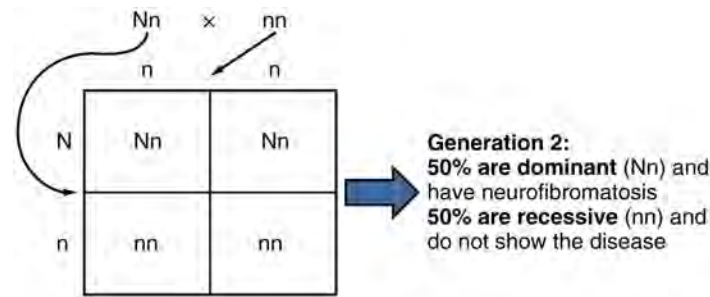 Nn × nn
n n
N Nn Nn
n nn nn
Generation 2:
50% are dominant (Nn) and
have neurofibromatosis
50% are recessive (nn) and
do not show the disease